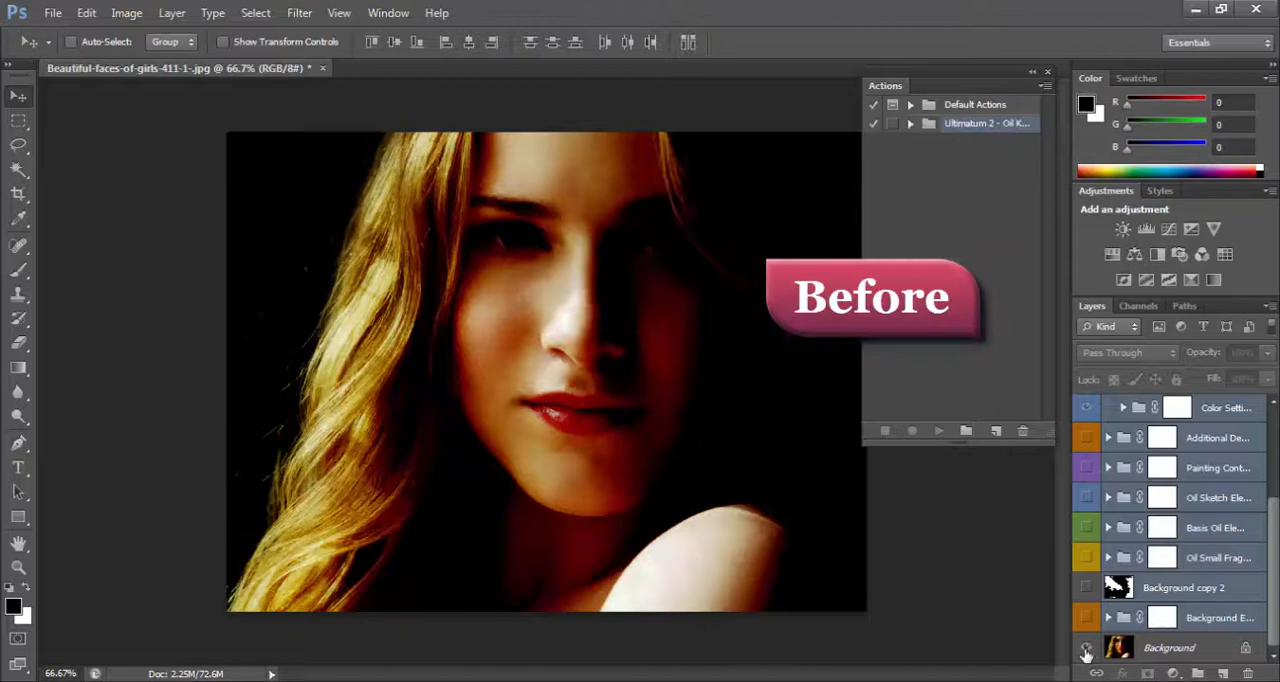 Ps File Edit Image Layer Type Select Filter View Window Help
Auto-Select: Group Show Transform Controls Essentials
Beautiful-faces-of-girls-411-1-.jpg @ 66.7% (RGB/8#) * ×
Actions
Default Actions
Ultimatum 2 - Oil K...
Before
Color Swatches
R 0
G 0
B 0
Adjustments Styles
Add an adjustment
Layers Channels Paths
Kind
Pass Through Opacity: 100%
Lock: Fill: 100%
Color Setti...
Additional De...
Painting Cont...
Oil Sketch Ele...
Basis Oil Ele...
Oil Small Frag...
Background copy 2
Background E...
Background
66.67% Doc: 2.25M/72.6M